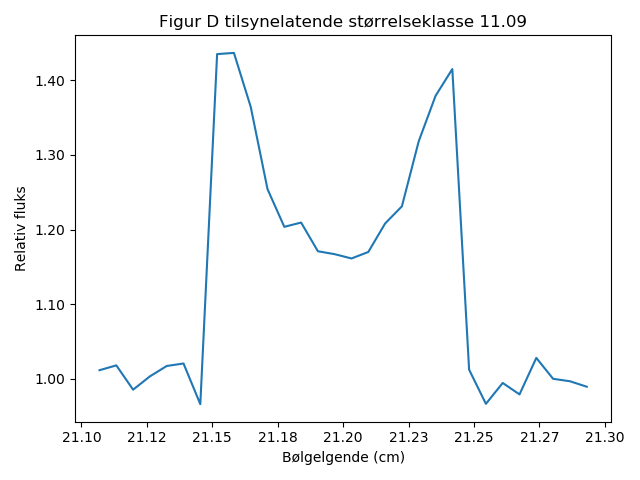 Figur D tilsynelatende størrelseklasse 11.09
1.40
1.30
1.20
1.10
1.00
Relativ fluks
21.10 21.12 21.15 21.18 21.20 21.23 21.25 21.27 21.30
Bølgelgende (cm)